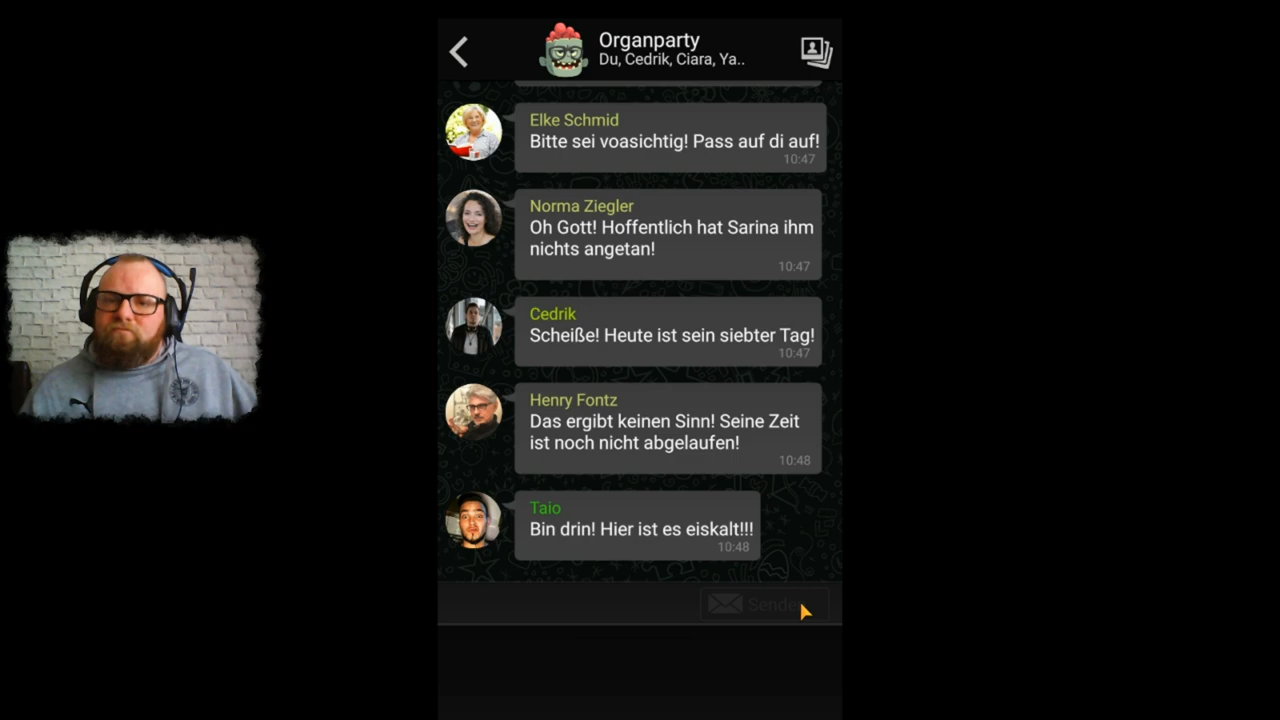 Organparty
Du, Cedrik, Ciara, Ya..
Elke Schmid
Bitte sei voasichtig! Pass auf di auf!
10:47
Norma Ziegler
Oh Gott! Hoffentlich hat Sarina ihm
nichts angetan!
10:47
Cedrik
Scheiße! Heute ist sein siebter Tag!
10:47
Henry Fontz
Das ergibt keinen Sinn! Seine Zeit
ist noch nicht abgelaufen!
10:48
Taio
Bin drin! Hier ist es eiskalt!!!
10:48